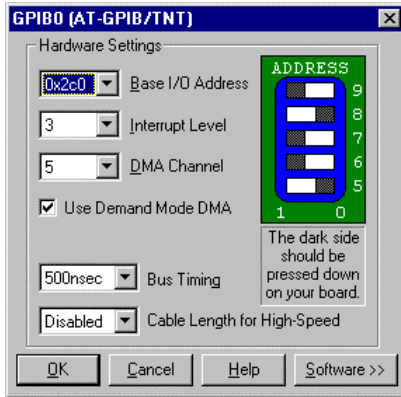 GPIB0 (AT-GPIB/TNT)
Hardware Settings
0x2c0 Base I/O Address
3 Interrupt Level
5 DMA Channel
Use Demand Mode DMA
500nsec Bus Timing
Disabled Cable Length for High-Speed
ADDRESS
9
8
7
6
5
1 0
The dark side
should be
pressed down
on your board.
OK Cancel Help Software >>